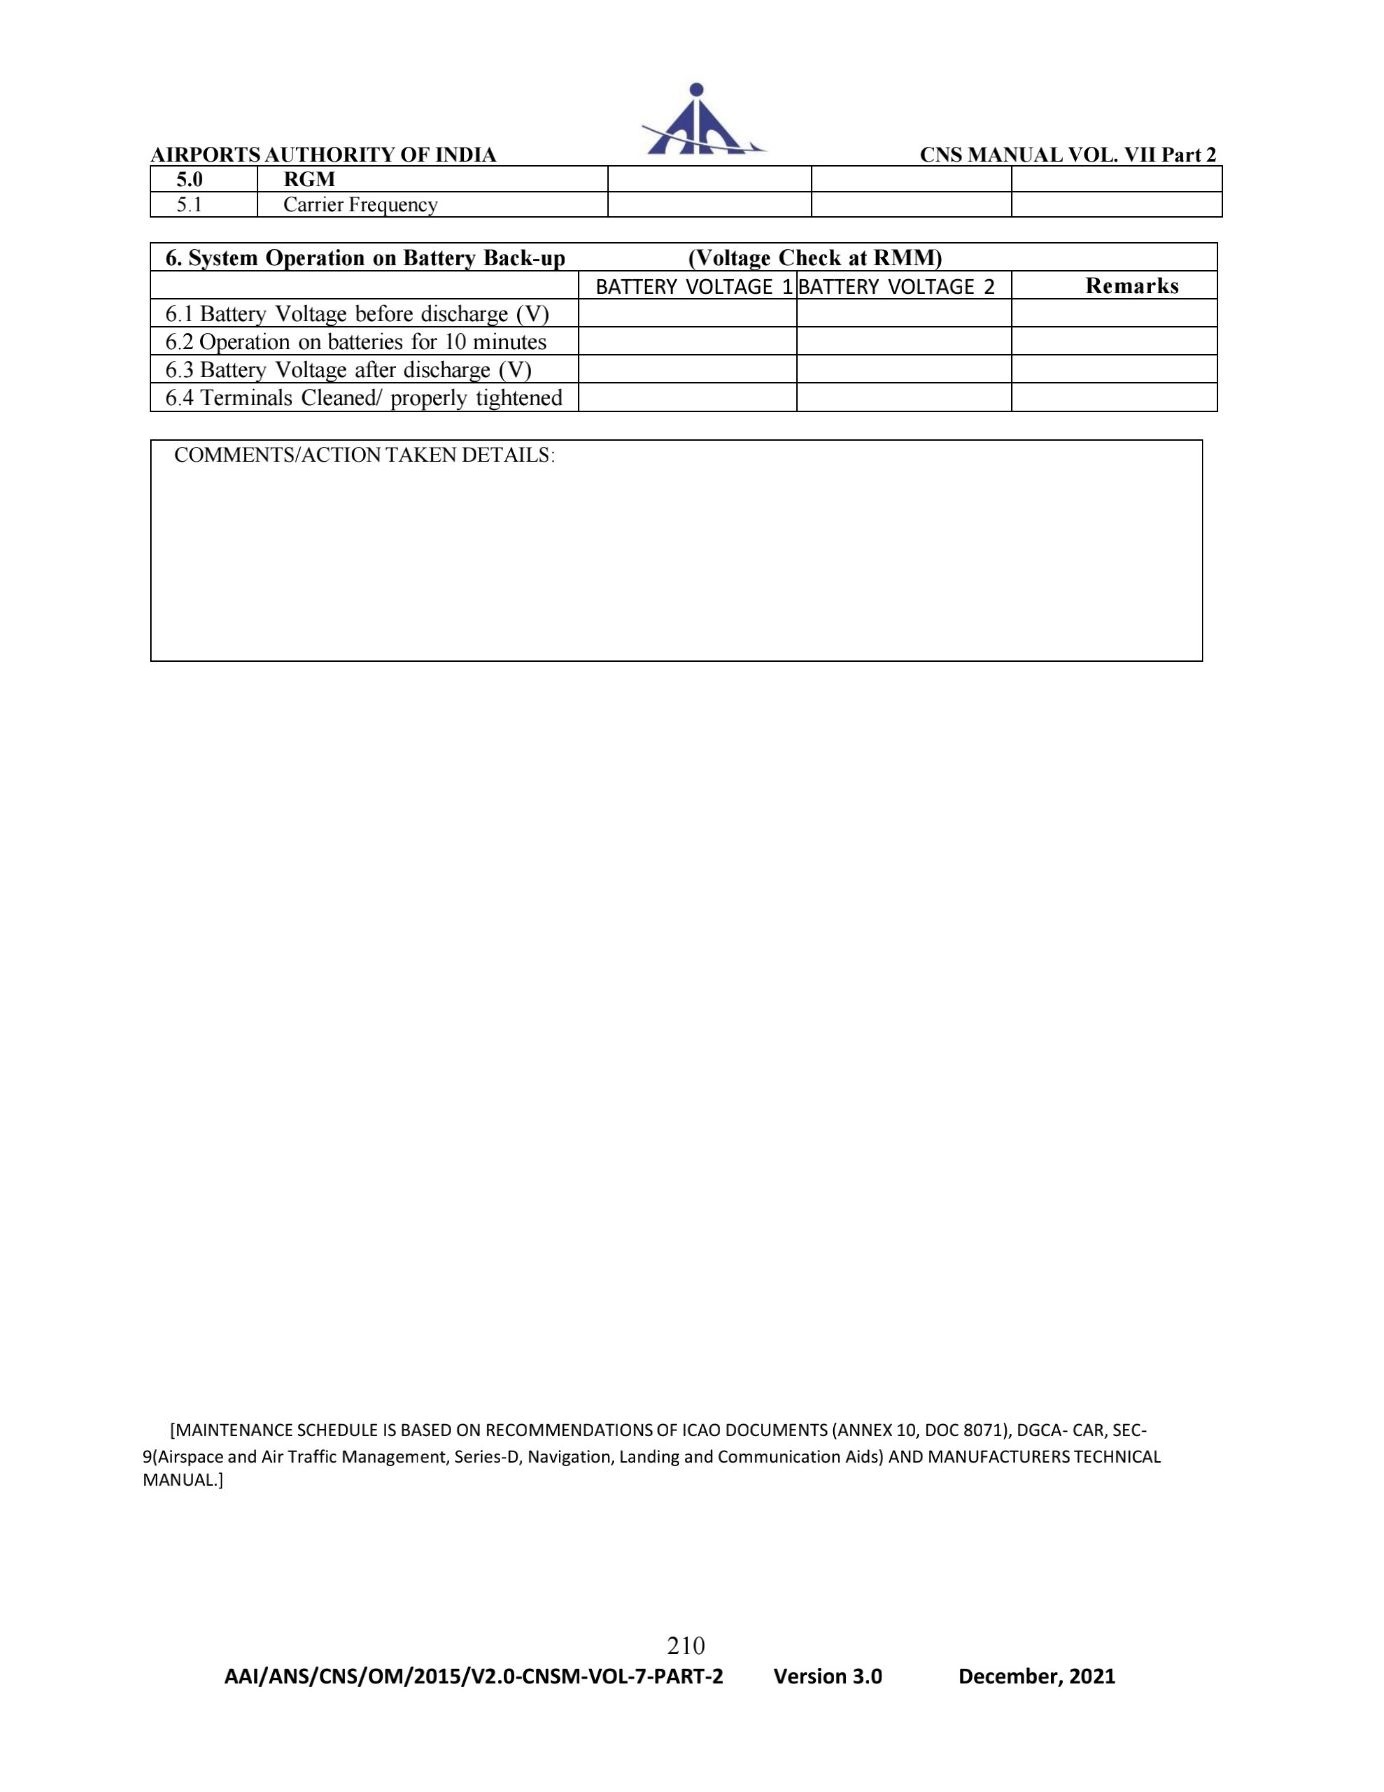 AIRPORTS AUTHORITY OF INDIA CNS MANUAL VOL. VII Part 2
5.0 RGM
5.1 Carrier Frequency
6. System Operation on Battery Back-up (Voltage Check at RMM)
BATTERY VOLTAGE 1 BATTERY VOLTAGE 2 Remarks
6.1 Battery Voltage before discharge (V)
6.2 Operation on batteries for 10 minutes
6.3 Battery Voltage after discharge (V)
6.4 Terminals Cleaned/ properly tightened
COMMENTS/ACTION TAKEN DETAILS:
[MAINTENANCE SCHEDULE IS BASED ON RECOMMENDATIONS OF ICAO DOCUMENTS (ANNEX 10, DOC 8071), DGCA- CAR, SEC-
9(Airspace and Air Traffic Management, Series-D, Navigation, Landing and Communication Aids) AND MANUFACTURERS TECHNICAL
MANUAL.]
210
AAI/ANS/CNS/OM/2015/V2.0-CNSM-VOL-7-PART-2 Version 3.0 December, 2021